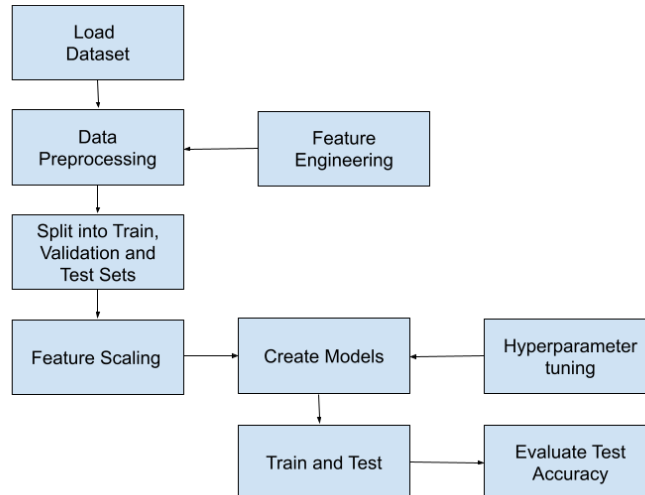 Load
Dataset
Data
Preprocessing
Feature
Engineering
Split into Train,
Validation and
Test Sets
Feature Scaling
Create Models
Hyperparameter
tuning
Train and Test
Evaluate Test
Accuracy